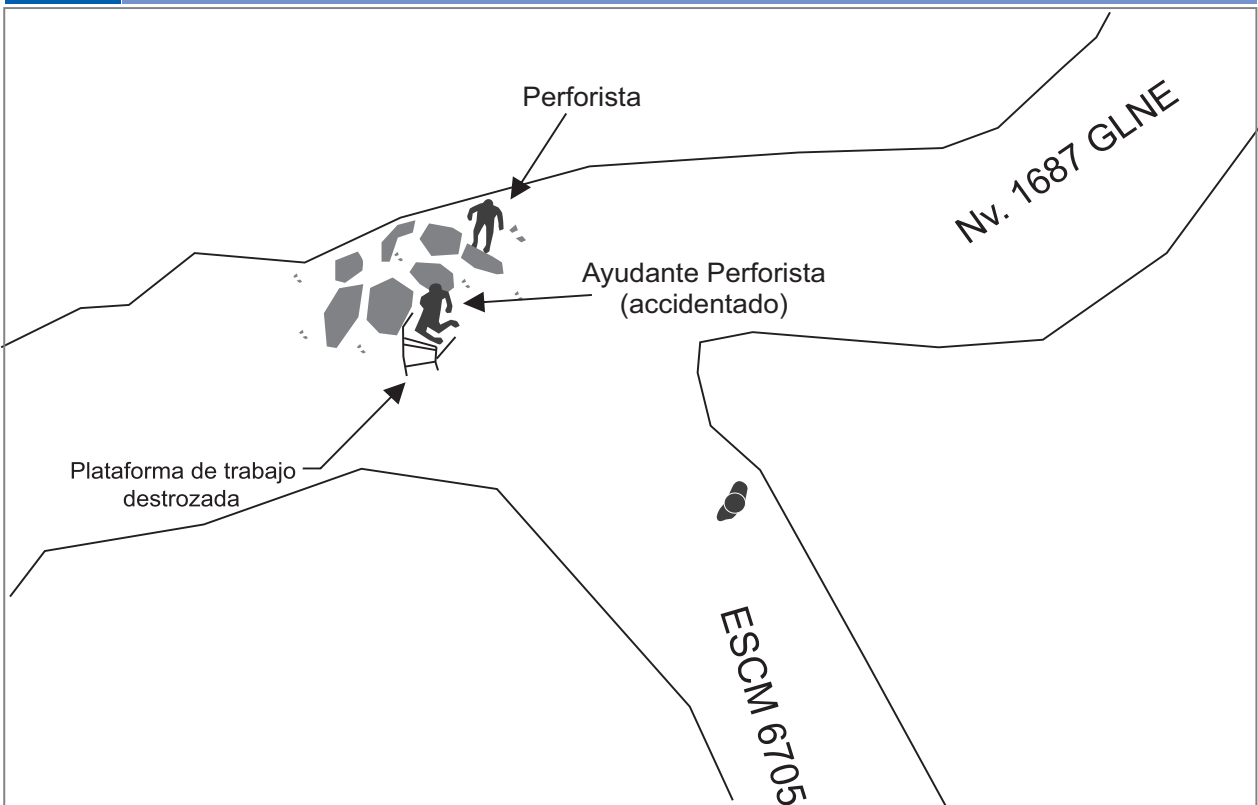 Perforista
Nv. 1687 GLNE
Ayudante Perforista
(accidentado)
Plataforma de trabajo
destrozada
ESCM 6705